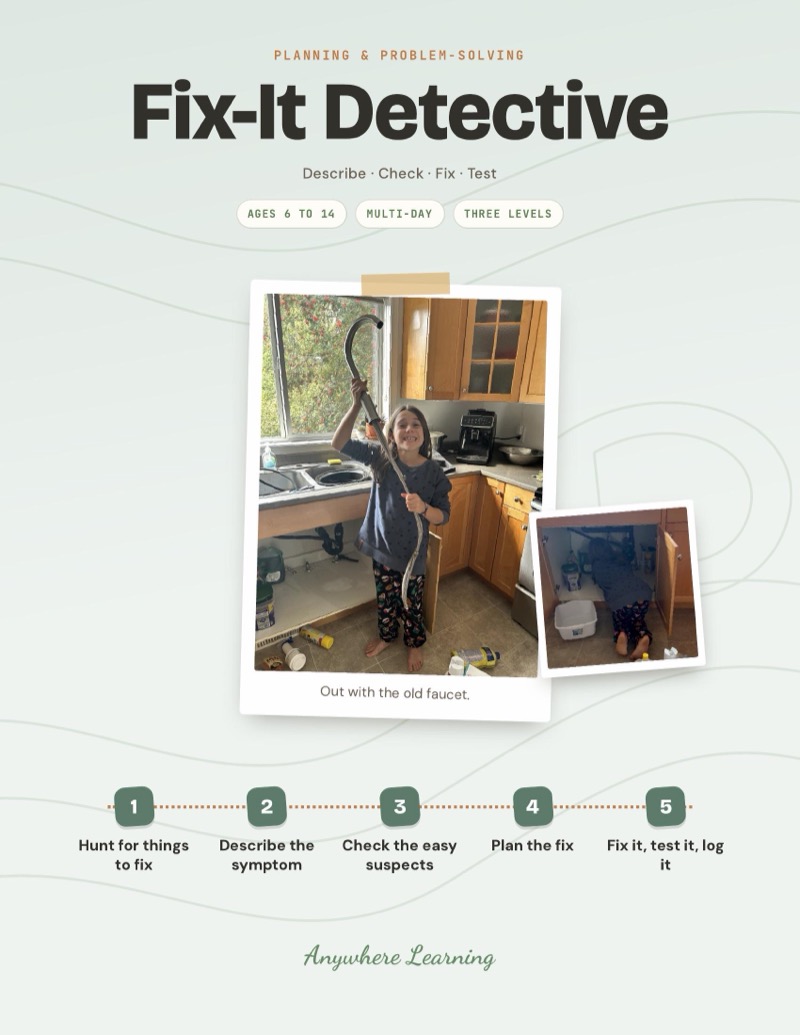 PLANNING & PROBLEM-SOLVING
Fix-It Detective
Describe · Check · Fix · Test
AGES 6 TO 14
MULTI-DAY
THREE LEVELS
Out with the old faucet.
1
2
3
4
5
Hunt for things
to fix
Describe the
symptom
Check the easy
suspects
Plan the fix
Fix it, test it, log
it
Anywhere Learning